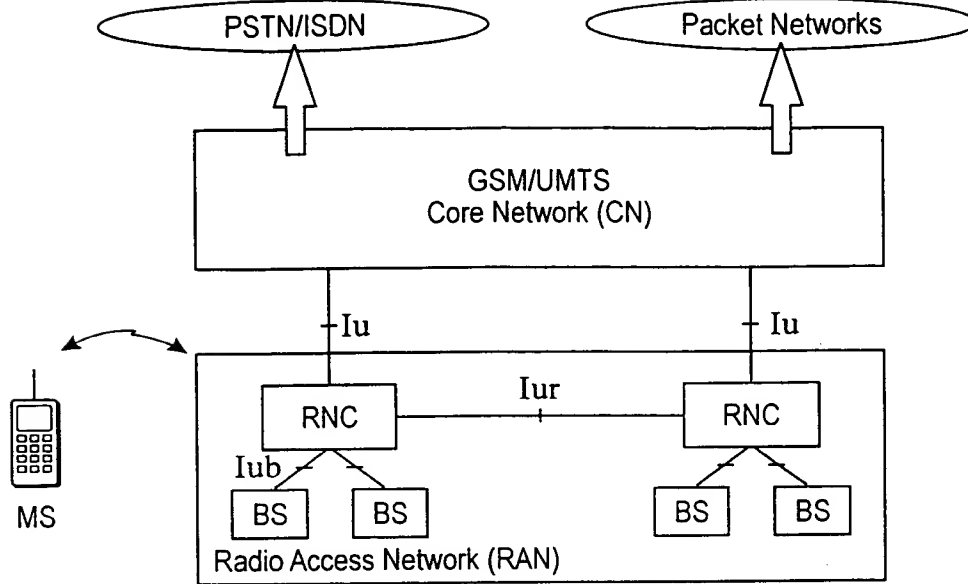 PSTN/ISDN
Packet Networks
GSM/UMTS
Core Network (CN)
Iu
Iu
RNC
Iur
RNC
Iub
BS
BS
BS
BS
MS
Radio Access Network (RAN)